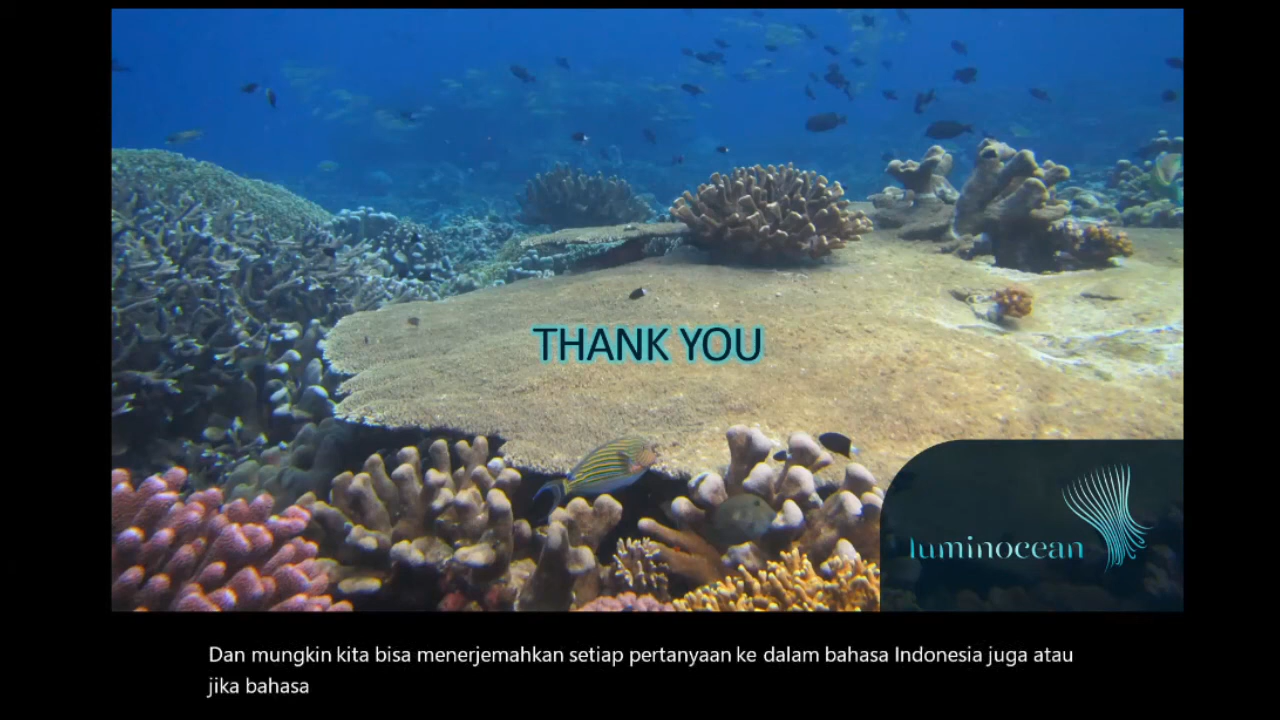 THANK YOU
luminocean
Dan mungkin kita bisa menerjemahkan setiap pertanyaan ke dalam bahasa Indonesia juga atau
jika bahasa